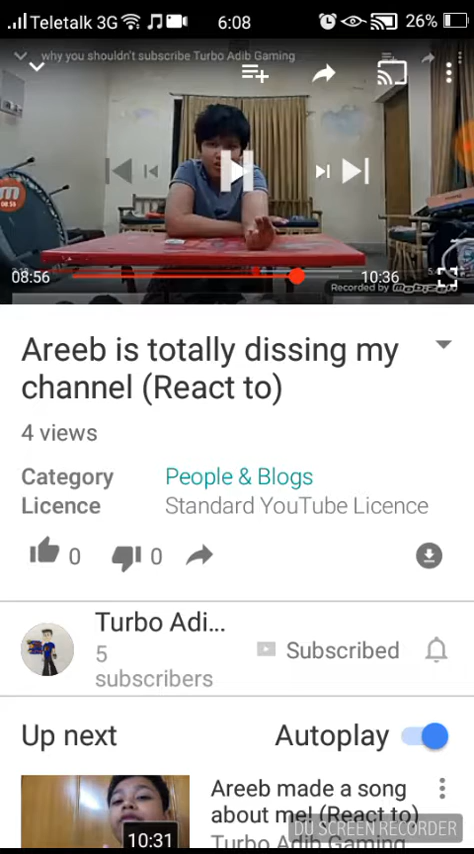 Teletalk 3G 6:08 26%
why you shouldn't subscribe Turbo Adib Gaming
08:56
08:56 10:36
Recorded by Mobizen
Areeb is totally dissing my
channel (React to)
4 views
Category People & Blogs
Licence Standard YouTube Licence
0 0
Turbo Adi...
5
subscribers
Subscribed
Up next Autoplay
10:31
Areeb made a song
about me! (React to)
Turbo Adib Gaming
DU SCREEN RECORDER